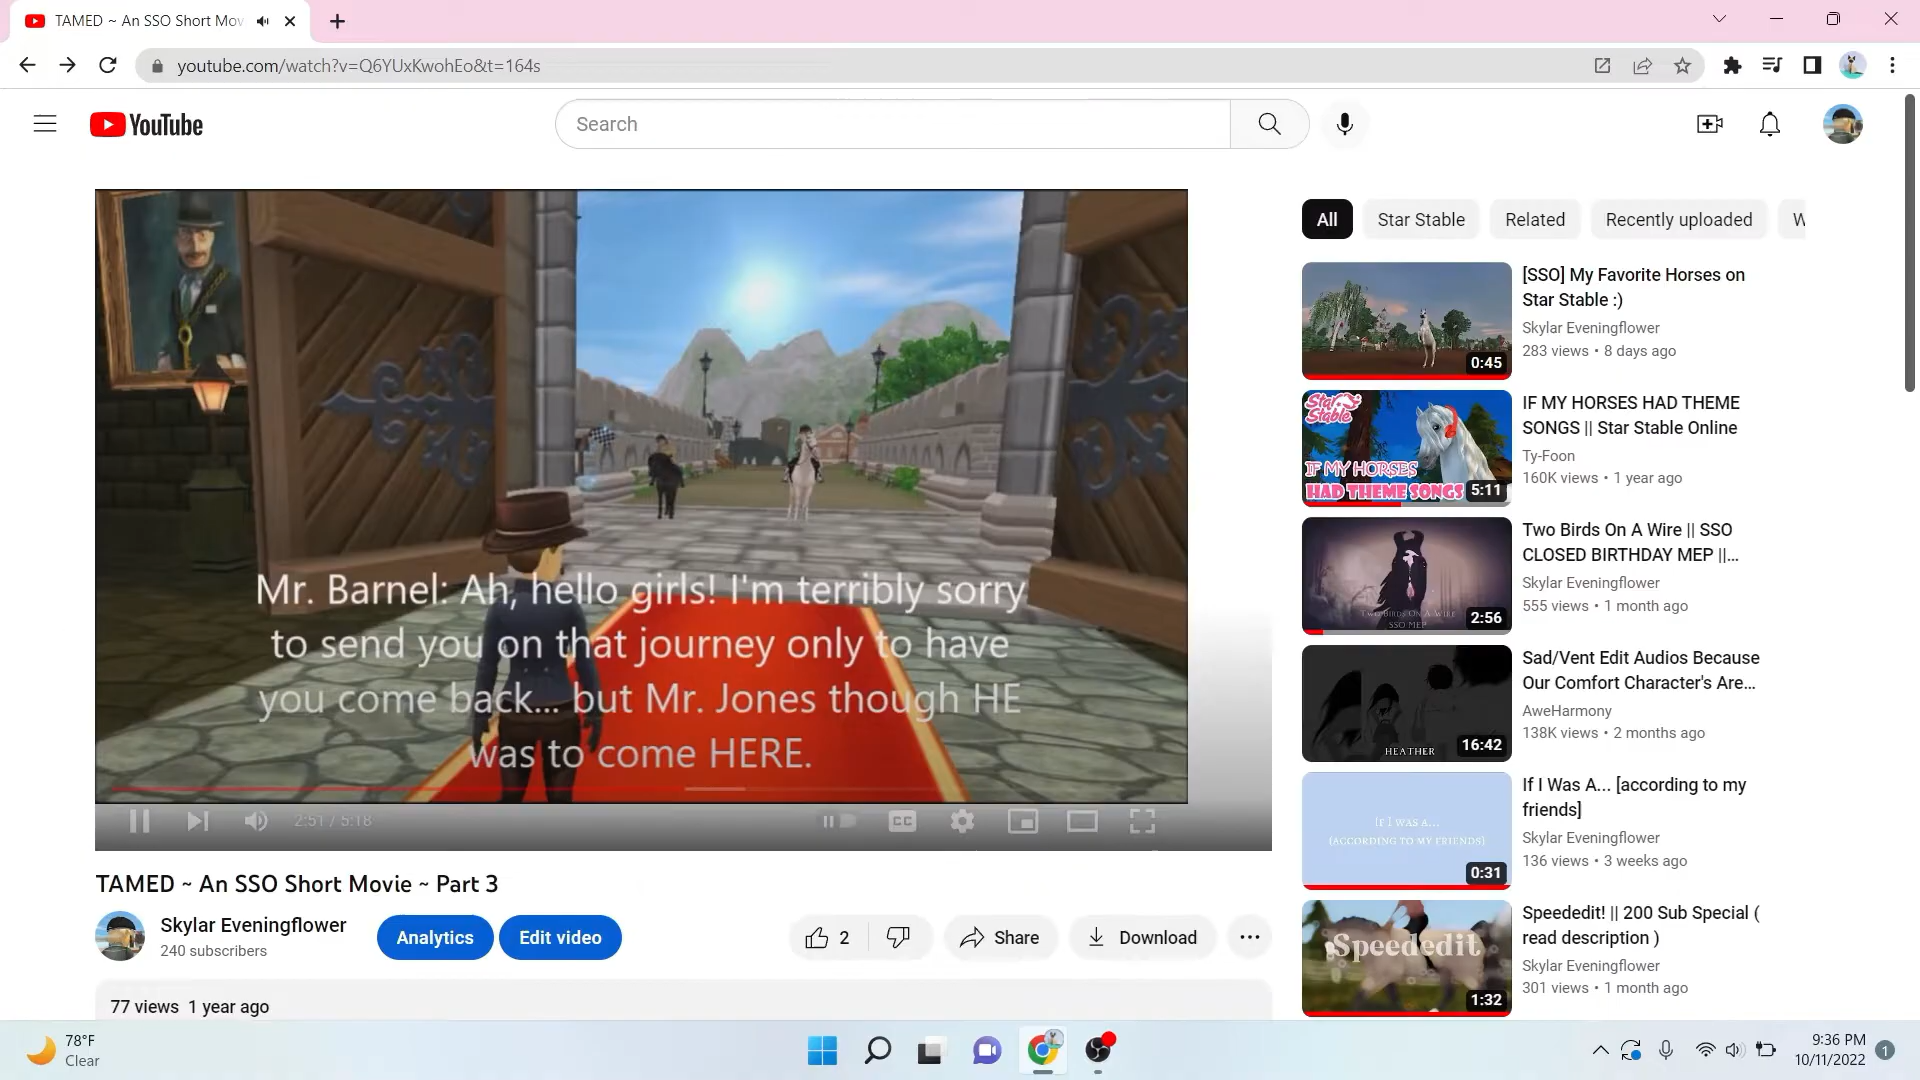 TAMED ~ An SSO Short Mov
youtube.com/watch?v=Q6YUxKwohEo&t=164s
YouTube
Search
Mr. Barnel: Ah, hello girls! I'm terribly sorry
to send you on that journey only to have
you come back... but Mr. Jones though HE
was to come HERE.
2:51 / 5:18
CC
TAMED ~ An SSO Short Movie ~ Part 3
Skylar Eveningflower
240 subscribers
Analytics
Edit video
2
Share
Download
77 views 1 year ago
All
Star Stable
Related
Recently uploaded
[SSO] My Favorite Horses on
Star Stable :)
Skylar Eveningflower
283 views • 8 days ago
0:45
Star Stable
IF MY HORSES
HAD THEME SONGS
5:11
IF MY HORSES HAD THEME
SONGS || Star Stable Online
Ty-Foon
160K views • 1 year ago
TWO BIRDS ON A WIRE
SSO MEP
2:56
Two Birds On A Wire || SSO
CLOSED BIRTHDAY MEP ||...
Skylar Eveningflower
555 views • 1 month ago
HEATHER
16:42
Sad/Vent Edit Audios Because
Our Comfort Character's Are...
AweHarmony
138K views • 2 months ago
IF I WAS A...
(ACCORDING TO MY FRIENDS)
0:31
If I Was A... [according to my
friends]
Skylar Eveningflower
136 views • 3 weeks ago
Speededit
1:32
Speededit! || 200 Sub Special (
read description )
Skylar Eveningflower
301 views • 1 month ago
78°F
Clear
9:36 PM
10/11/2022
1